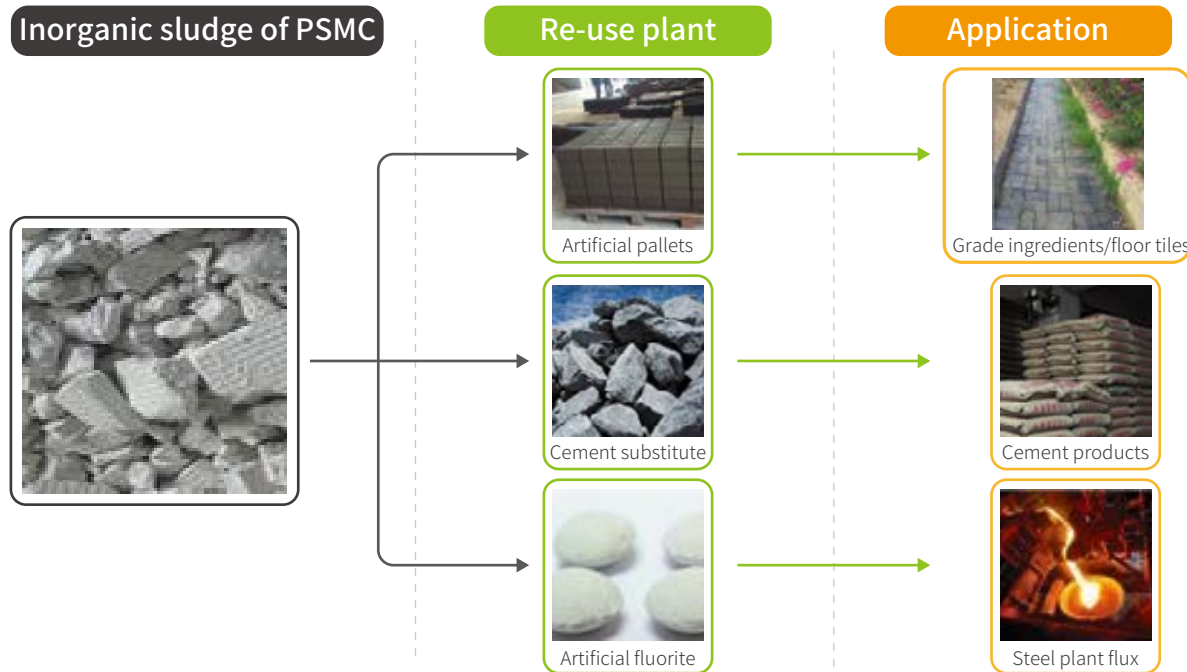 Inorganic sludge of PSMC
Re-use plant
Application
Artificial pallets
Grade ingredients/floor tiles
Cement substitute
Cement products
Artificial fluorite
Steel plant flux